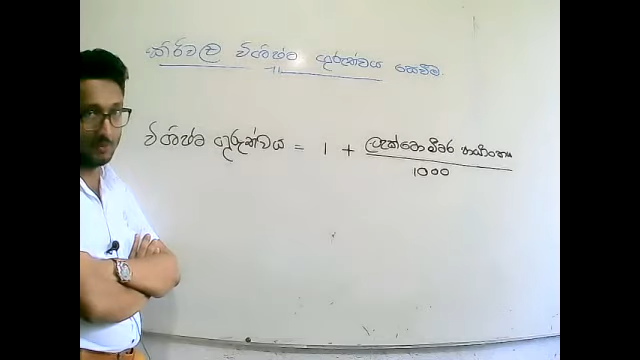 කිරිවල විශිෂ්ට ගුරුත්වය සෙවීම.
විශිෂ්ට ගුරුත්වය = 1 + ලැක්ටොමීටර පාඨාංකය
1000